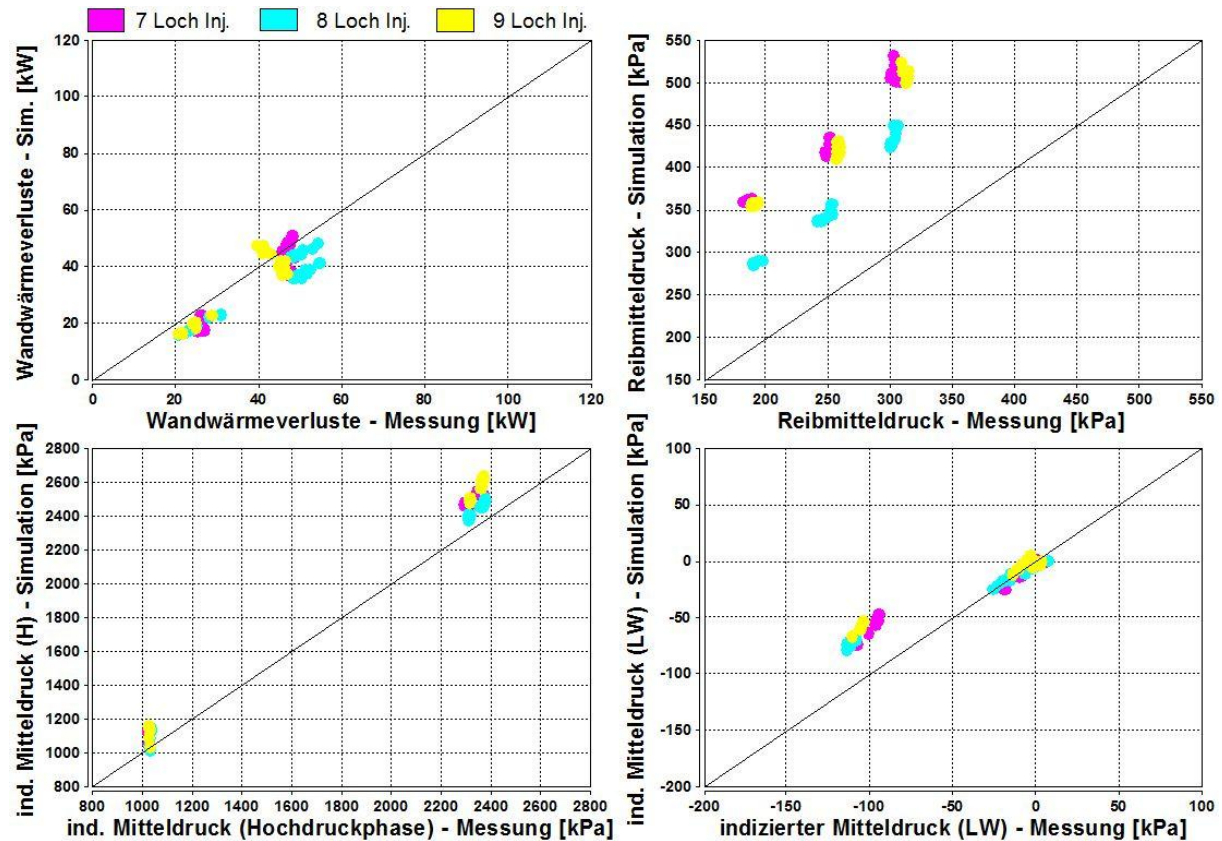 7 Loch Inj. 8 Loch Inj. 9 Loch Inj.
Wandwärmeverluste - Sim. [kW]
120
100
80
60
40
20
0
0 20 40 60 80 100 120
Wandwärmeverluste - Messung [kW]
Reibmitteldruck - Simulation [kPa]
550
500
450
400
350
300
250
200
150
150 200 250 300 350 400 450 500 550
Reibmitteldruck - Messung [kPa]
ind. Mitteldruck (H) - Simulation [kPa]
2800
2600
2400
2200
2000
1800
1600
1400
1200
1000
800
800 1000 1200 1400 1600 1800 2000 2200 2400 2600 2800
ind. Mitteldruck (Hochdruckphase) - Messung [kPa]
ind. Mitteldruck (LW) - Simulation [kPa]
100
50
0
-50
-100
-150
-200
-200 -150 -100 -50 0 50 100
indizierter Mitteldruck (LW) - Messung [kPa]